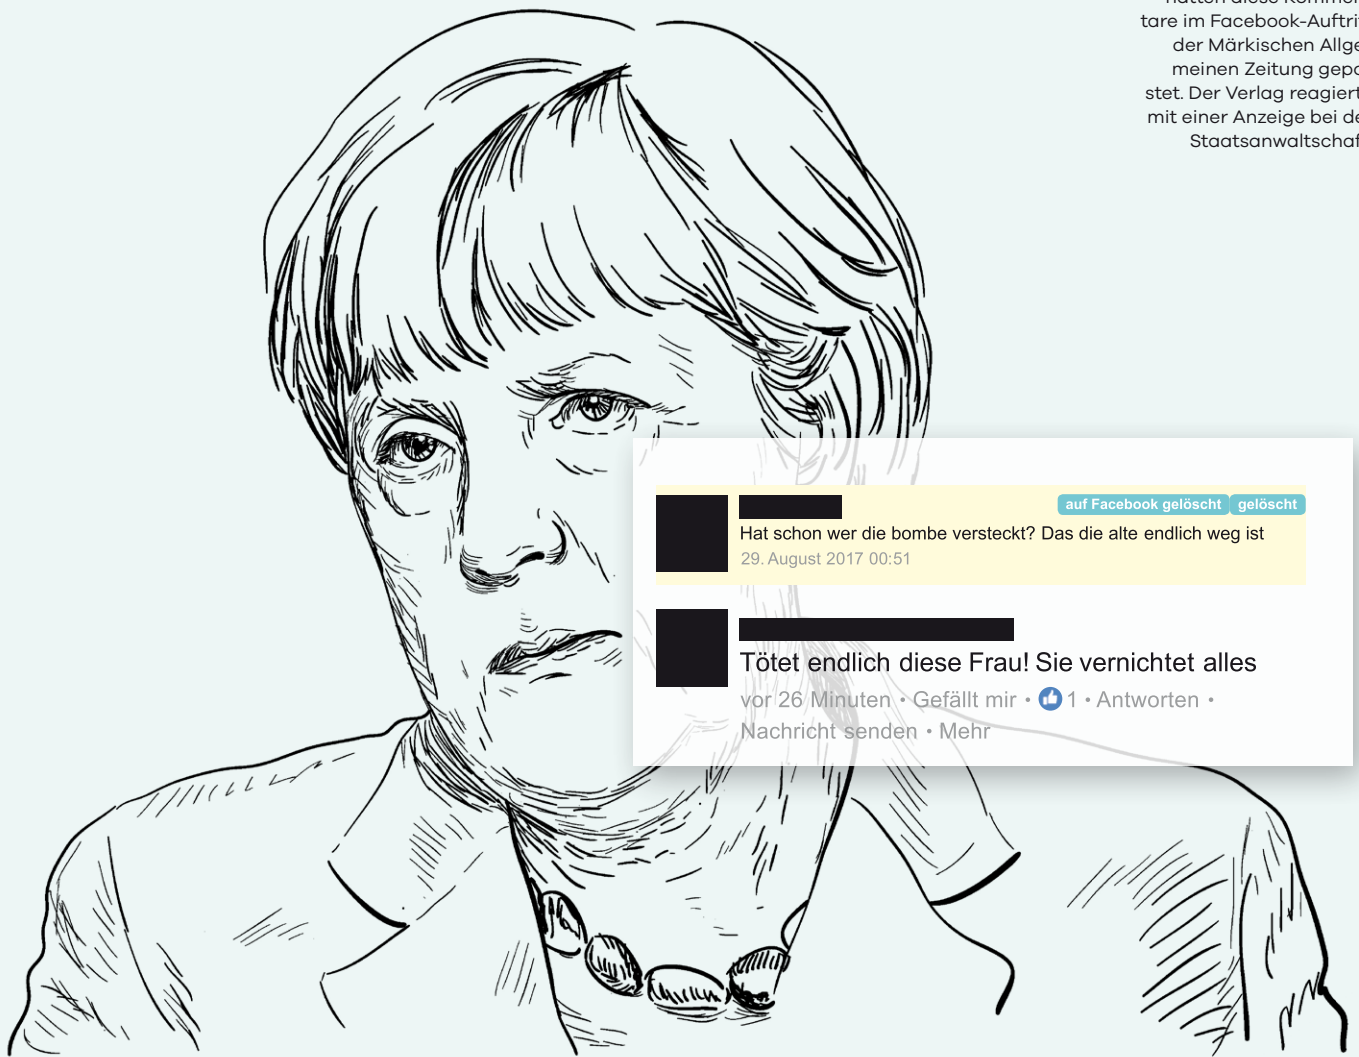 tare im Facebook-Auftri
der Märkischen Allge
meinen Zeitung gepo
stet. Der Verlag reagiert
mit einer Anzeige bei de
Staatsanwaltschaf
auf Facebook gelöscht gelöscht
Hat schon wer die bombe versteckt? Das die alte endlich weg ist
29. August 2017 00:51
Tötet endlich diese Frau! Sie vernichtet alles
vor 26 Minuten • Gefällt mir • 1 • Antworten •
Nachricht senden • Mehr